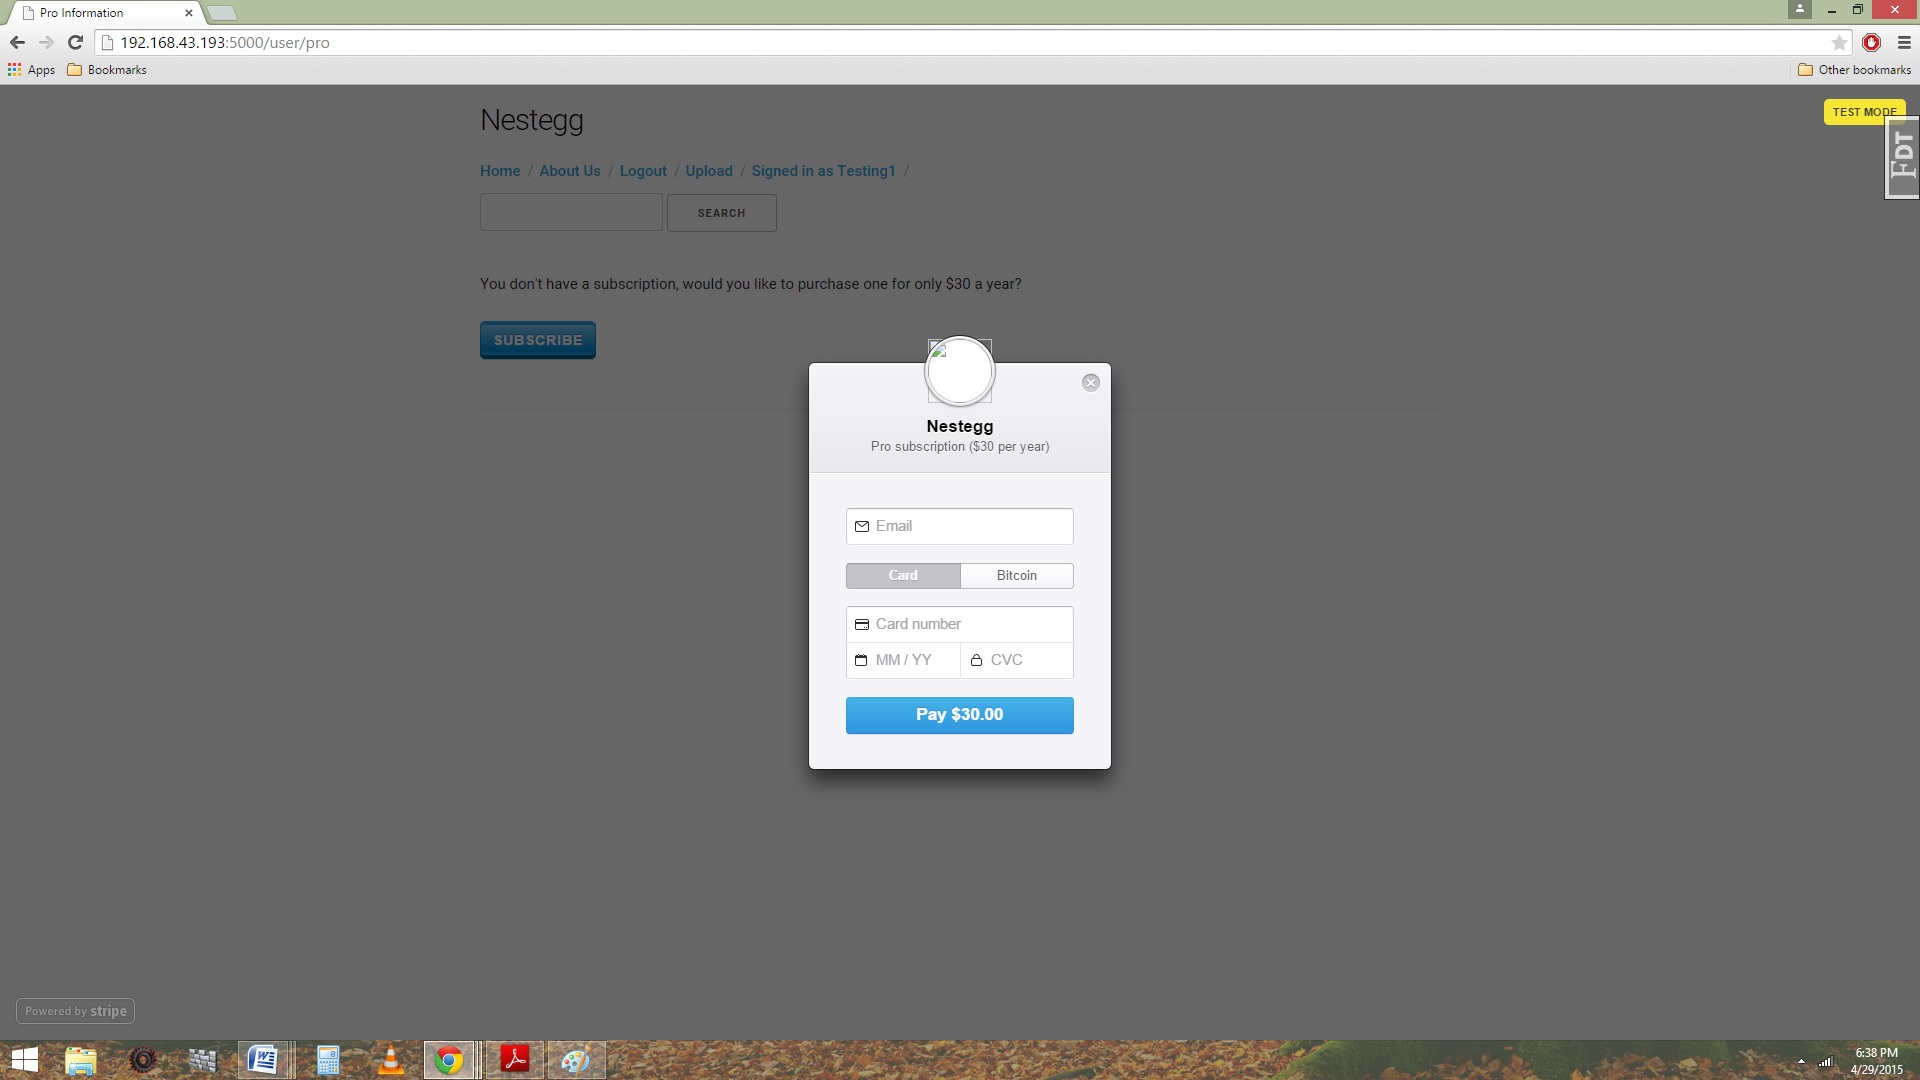 Pro Information
192.168.43.193:5000/user/pro
Apps Bookmarks Other bookmarks
Nestegg
TEST MODE
FDT
Home / About Us / Logout / Upload / Signed in as Testing1 /
SEARCH
You don't have a subscription, would you like to purchase one for only $30 a year?
SUBSCRIBE
Nestegg
Pro subscription ($30 per year)
Email
Card Bitcoin
Card number
MM / YY CVC
Pay $30.00
Powered by stripe
6:38 PM
4/29/2015